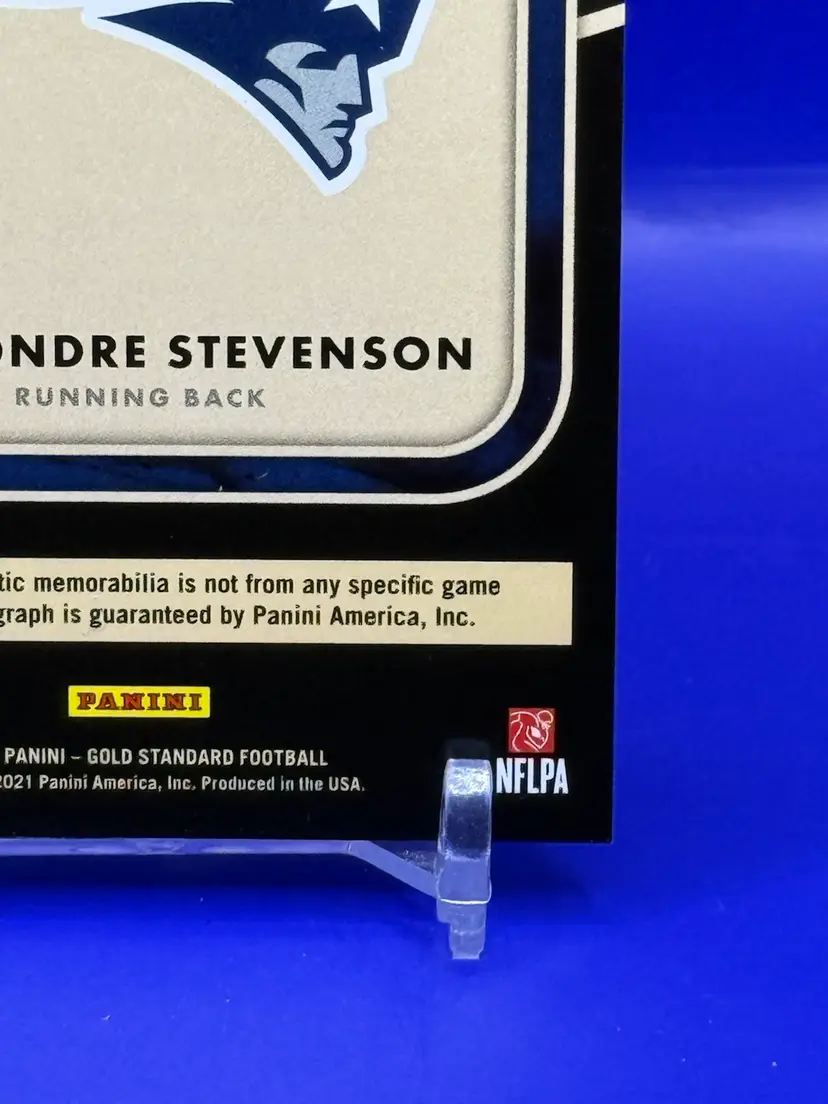 ONDRE STEVENSON
RUNNING BACK
tic memorabilia is not from any specific game
graph is guaranteed by Panini America, Inc.
PANINI
PANINI – GOLD STANDARD FOOTBALL
2021 Panini America, Inc. Produced in the USA.
NFLPA